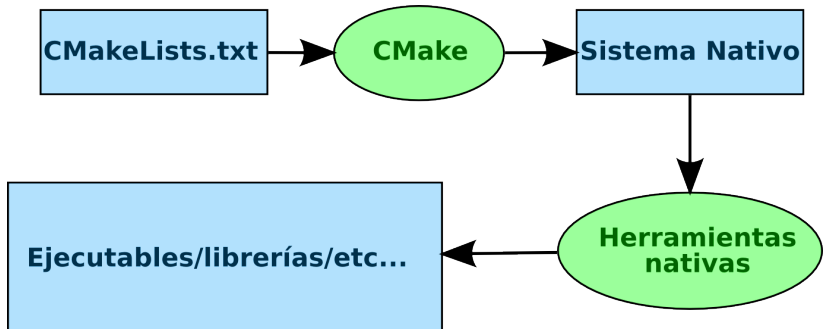 CMakeLists.txt
CMake
Sistema Nativo
Herramientas
nativas
Ejecutables/librerías/etc...